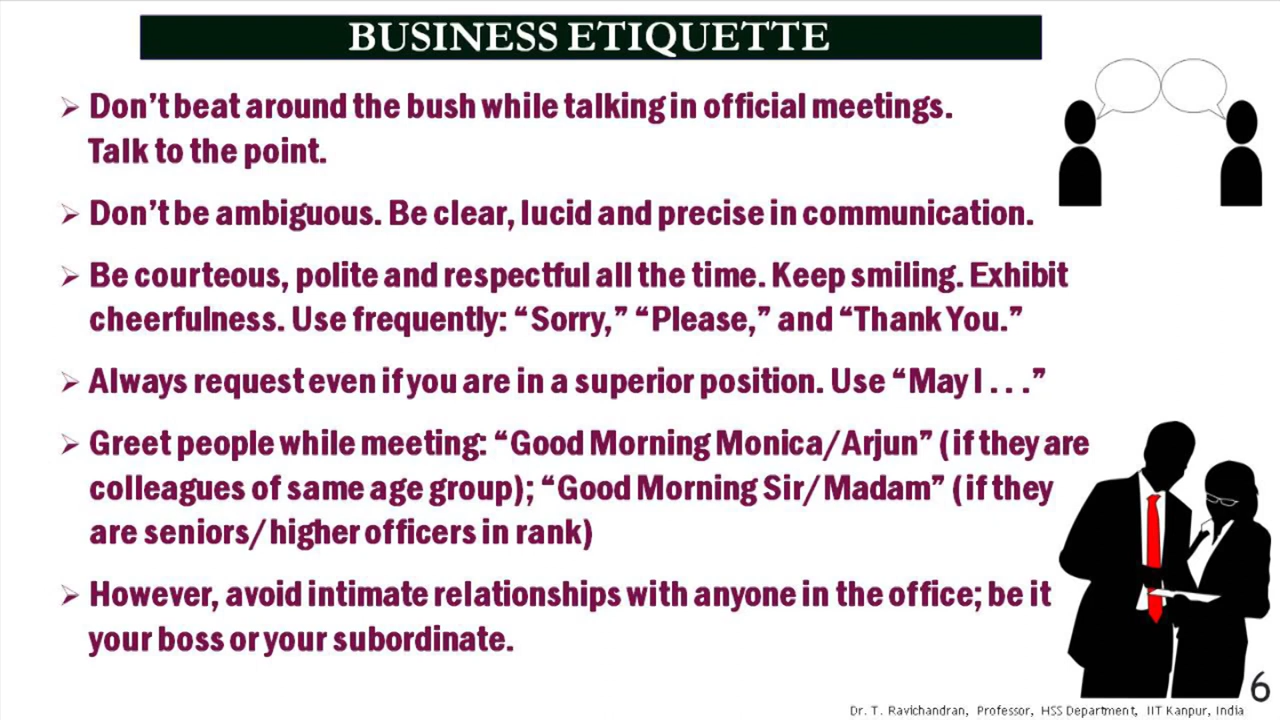 BUSINESS ETIQUETTE
➢ Don't beat around the bush while talking in official meetings.
Talk to the point.
➢ Don't be ambiguous. Be clear, lucid and precise in communication.
➢ Be courteous, polite and respectful all the time. Keep smiling. Exhibit
cheerfulness. Use frequently: “Sorry,” “Please,” and “Thank You.”
➢ Always request even if you are in a superior position. Use “May I . . .”
➢ Greet people while meeting: “Good Morning Monica/Arjun” (if they are
colleagues of same age group); “Good Morning Sir/Madam” (if they
are seniors/higher officers in rank)
➢ However, avoid intimate relationships with anyone in the office; be it
your boss or your subordinate.
6
Dr. T. Ravichandran, Professor, HSS Department, IIT Kanpur, India